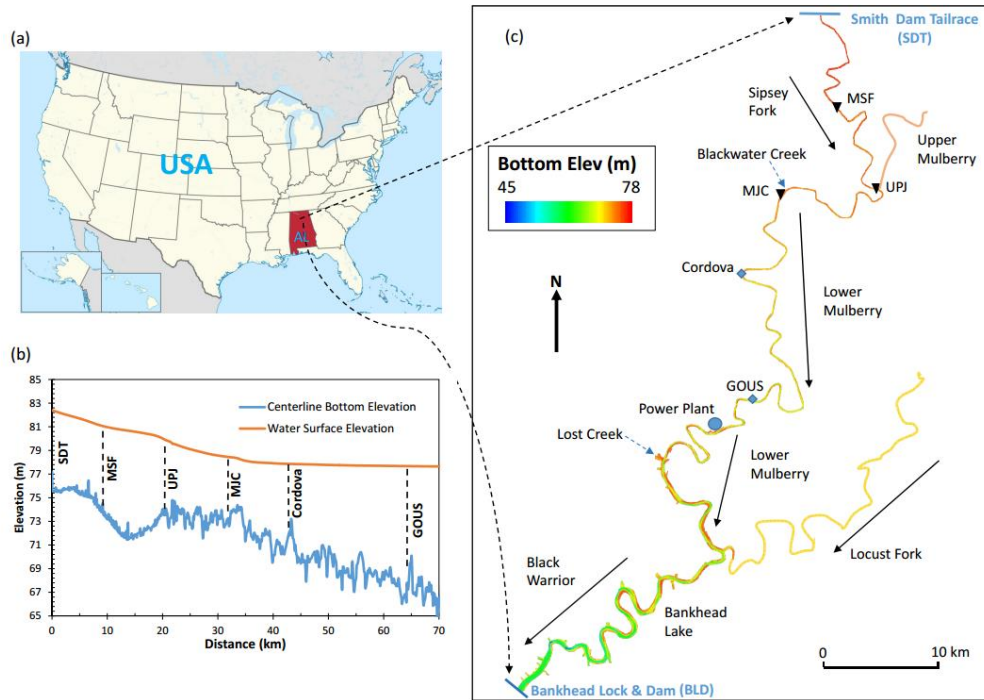 (a)
USA
AL
(b)
85
83
81
79
77
75
73
71
69
67
65
Elevation (m)
Centerline Bottom Elevation
Water Surface Elevation
SDT
MSF
UPJ
MJC
Cordova
GOUS
0
10
20
30
40
50
60
70
Distance (km)
(c)
Smith Dam Tailrace
(SDT)
Sipsey
Fork
MSF
Upper
Mulberry
Bottom Elev (m)
45
78
Blackwater Creek
MJC
UPJ
Cordova
N
Lower
Mulberry
GOUS
Power Plant
Lost Creek
Lower
Mulberry
Locust Fork
Black
Warrior
Bankhead
Lake
0
10 km
Bankhead Lock & Dam (BLD)